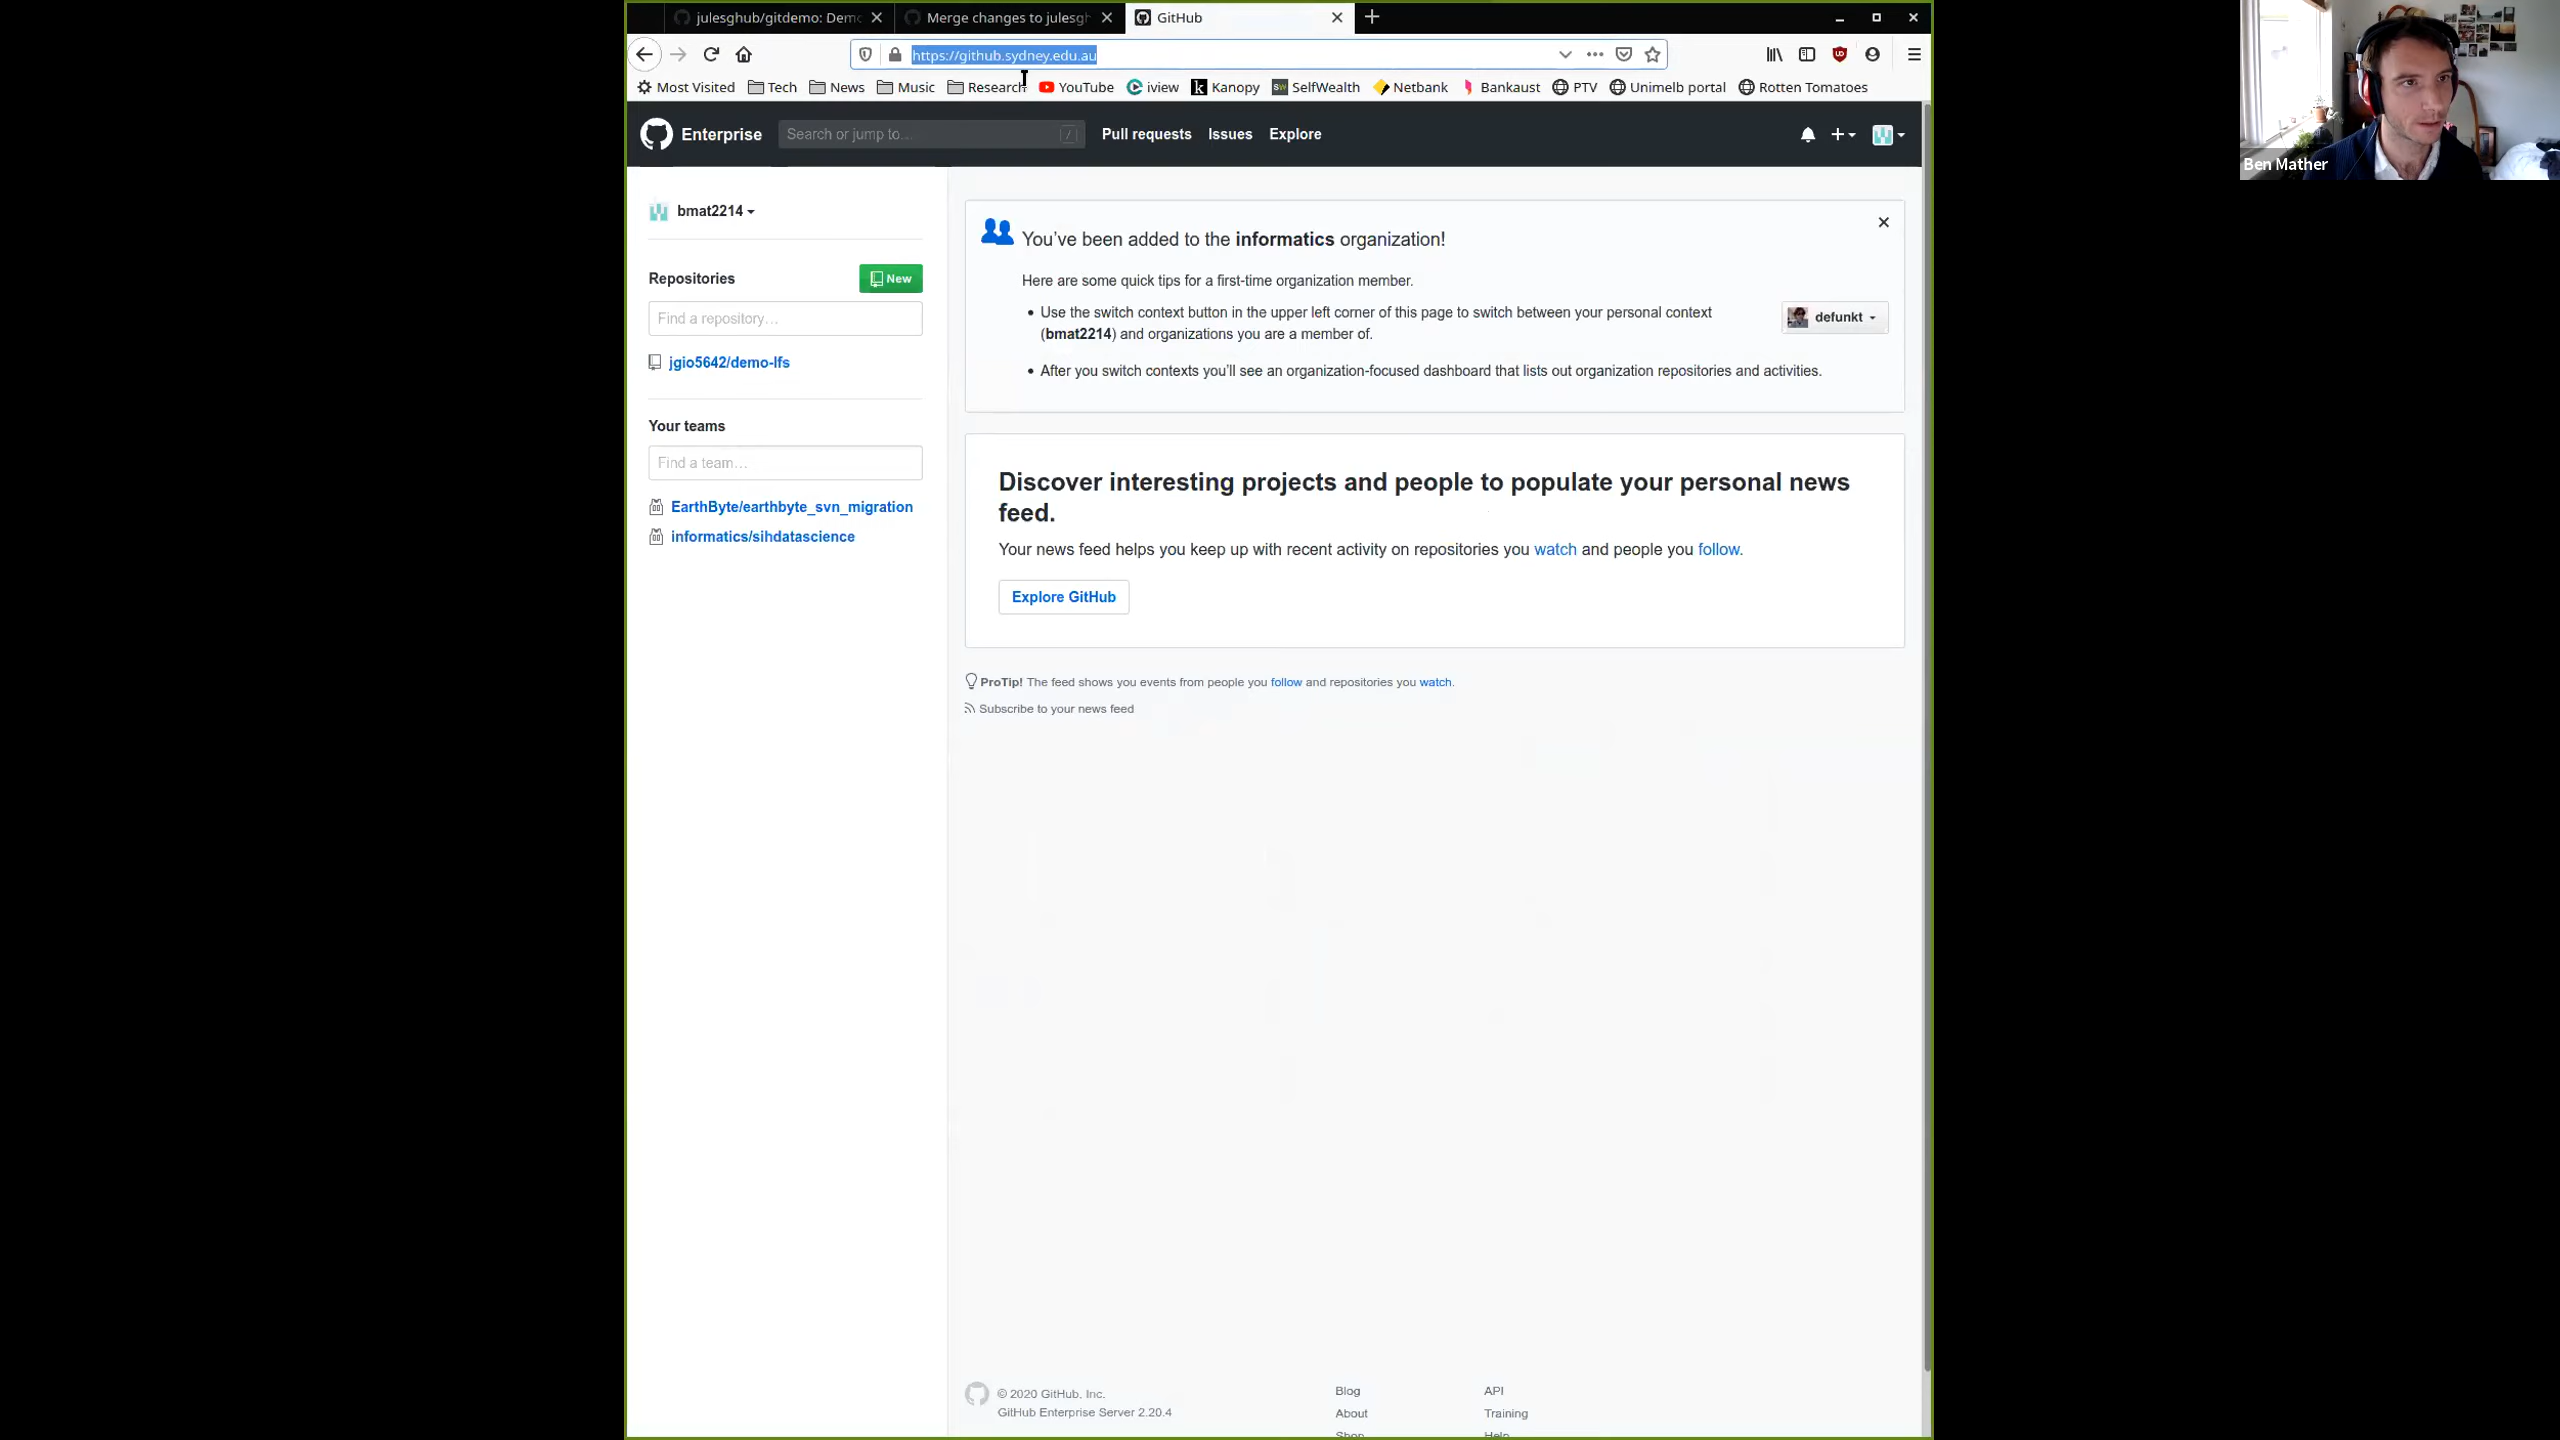 julesghub/gitdemo: Demo
Merge changes to julesgh
GitHub
https://github.sydney.edu.au
Most Visited Tech News Music Research YouTube iview Kanopy SelfWealth Netbank Bankaust PTV Unimelb portal Rotten Tomatoes
Enterprise Search or jump to... / Pull requests Issues Explore
Ben Mather
bmat2214
Repositories New
Find a repository...
jgio5642/demo-lfs
Your teams
Find a team...
EarthByte/earthbyte_svn_migration
informatics/sihdatascience
You've been added to the informatics organization!
Here are some quick tips for a first-time organization member.
• Use the switch context button in the upper left corner of this page to switch between your personal context
(bmat2214) and organizations you are a member of.
defunkt
• After you switch contexts you'll see an organization-focused dashboard that lists out organization repositories and activities.
Discover interesting projects and people to populate your personal news
feed.
Your news feed helps you keep up with recent activity on repositories you watch and people you follow.
Explore GitHub
ProTip! The feed shows you events from people you follow and repositories you watch.
Subscribe to your news feed
© 2020 GitHub, Inc.
GitHub Enterprise Server 2.20.4
Blog
About
Shop
API
Training
Help